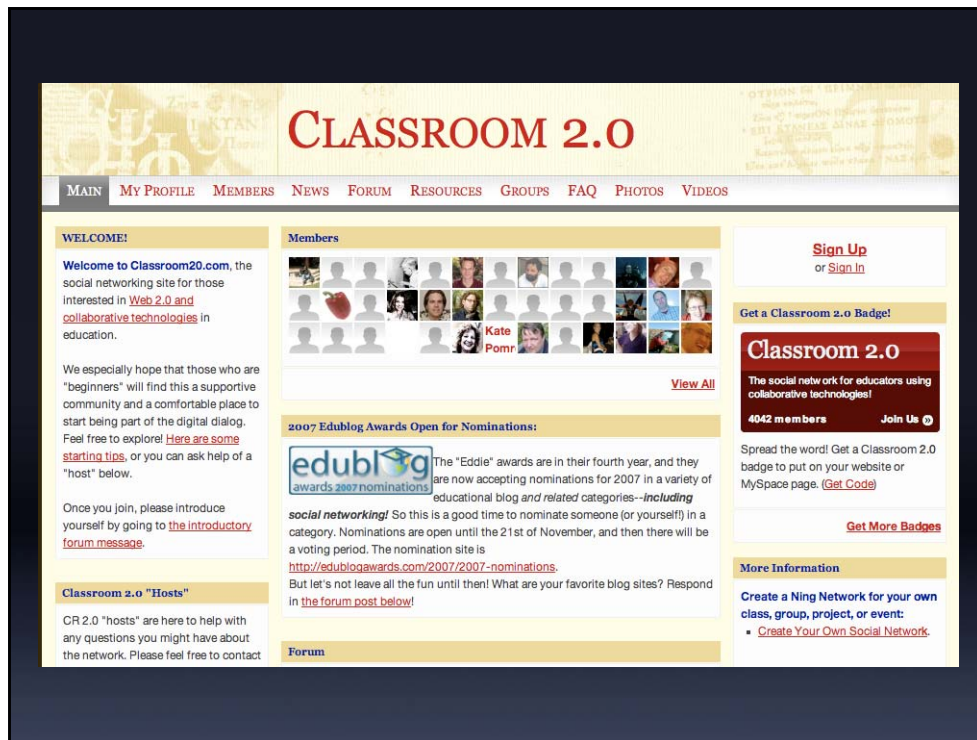 CLASSROOM 2.0
MAIN MY PROFILE MEMBERS NEWS FORUM RESOURCES GROUPS FAQ PHOTOS VIDEOS
WELCOME!
Welcome to Classroom20.com, the
social networking site for those
interested in Web 2.0 and
collaborative technologies in
education.
We especially hope that those who are
"beginners" will find this a supportive
community and a comfortable place to
start being part of the digital dialog.
Feel free to explore! Here are some
starting tips, or you can ask help of a
"host" below.
Once you join, please introduce
yourself by going to the introductory
forum message.
Classroom 2.0 "Hosts"
CR 2.0 "hosts" are here to help with
any questions you might have about
the network. Please feel free to contact
Members
Kate
View All
2007 Edublog Awards Open for Nominations:
edublog
awards 2007 nominations
The "Eddie" awards are in their fourth year, and they
are now accepting nominations for 2007 in a variety of
educational blog and related categories--including
social networking! So this is a good time to nominate someone (or yourself!) in a
category. Nominations are open until the 21st of November, and then there will be
a voting period. The nomination site is
http://edublogawards.com/2007/2007-nominations.
But let's not leave all the fun until then! What are your favorite blog sites? Respond
in the forum post below!
Forum
Sign Up
or Sign In
Get a Classroom 2.0 Badge!
Classroom 2.0
The social network for educators using
collaborative technologies!
4042 members Join Us
Spread the word! Get a Classroom 2.0
badge to put on your website or
MySpace page. (Get Code)
Get More Badges
More Information
Create a Ning Network for your own
class, group, project, or event:
Create Your Own Social Network.